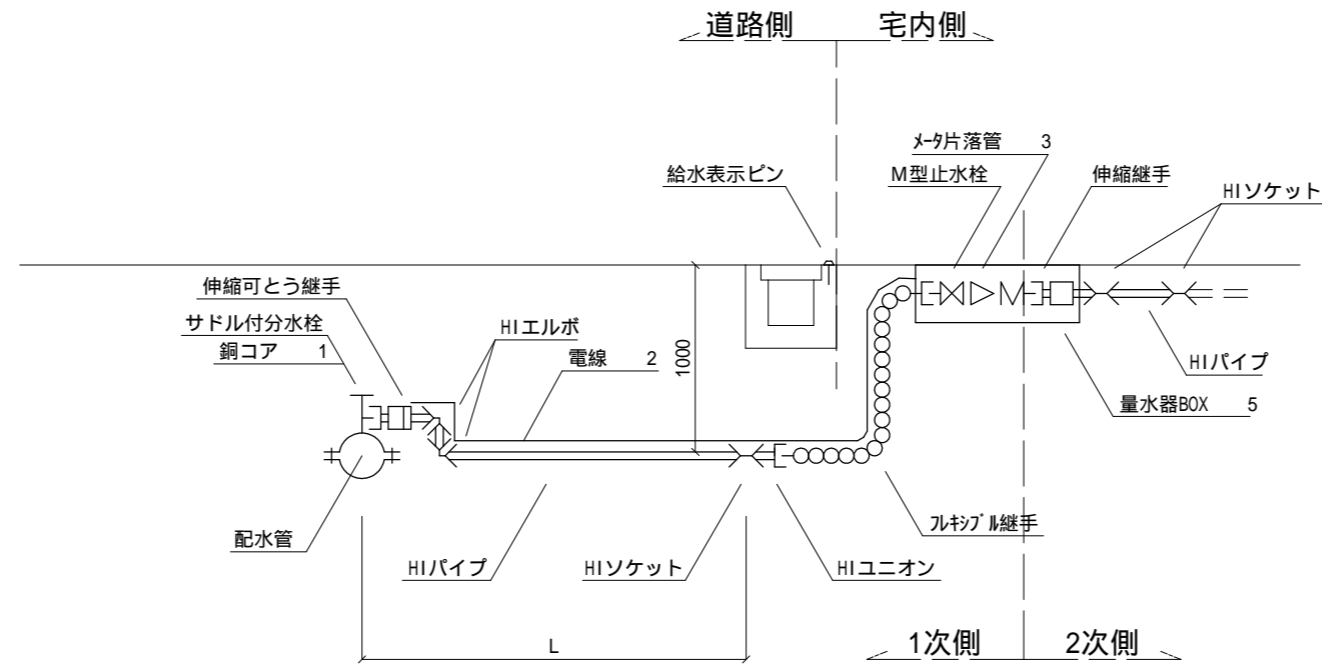 道路側 宅内側
メータ片落管 3
給水表示ピン M型止水栓 伸縮継手
HIソケット
伸縮可とう継手
サドル付分水栓
HIエルボ
銅コア 1
電線 2
1000
HIパイプ
量水器BOX 5
配水管
フレキシブル継手
HIパイプ HIソケット HIユニオン
L
1次側 2次側